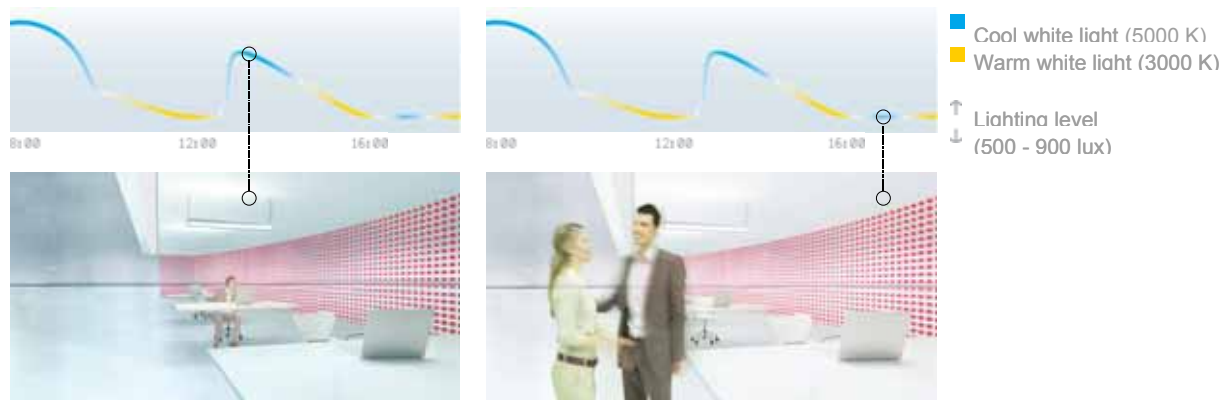 8:00 12:00 16:00
8:00 12:00 16:00
Cool white light (5000 K)
Warm white light (3000 K)
Lighting level
(500 - 900 lux)